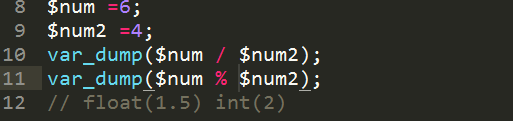 8 $num =6;
9 $num2 =4;
10 var_dump($num / $num2);
11 var_dump($num % $num2);
12 // float(1.5) int(2)